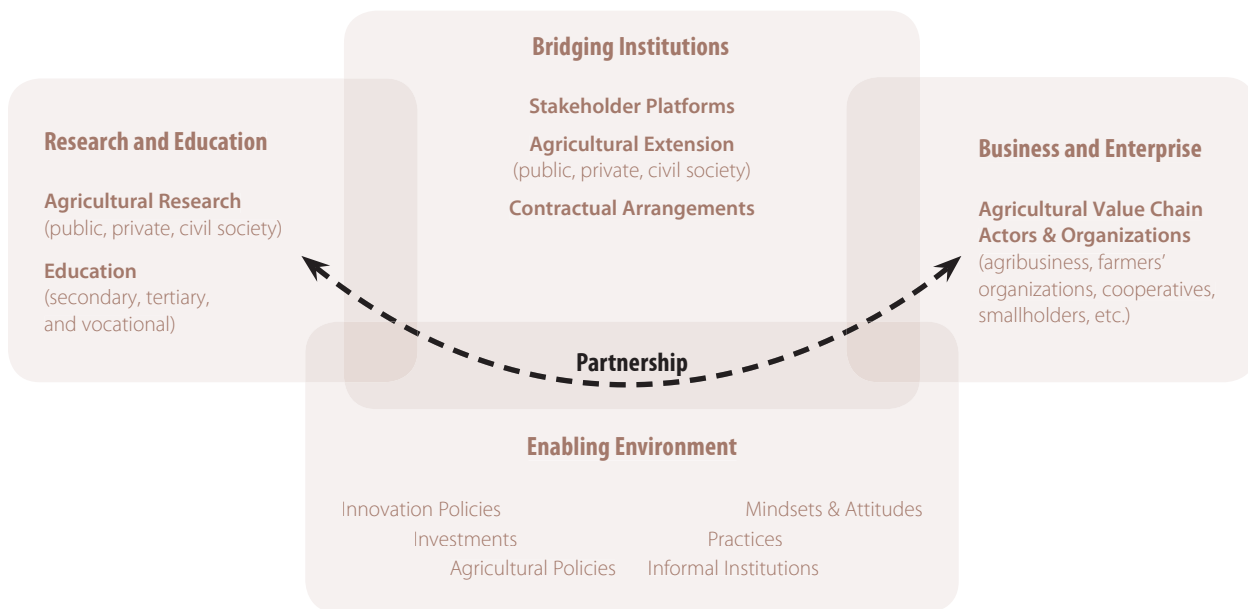 Bridging Institutions
Stakeholder Platforms
Agricultural Extension
(public, private, civil society)
Contractual Arrangements
Research and Education
Agricultural Research
(public, private, civil society)
Education
(secondary, tertiary,
and vocational)
Business and Enterprise
Agricultural Value Chain
Actors & Organizations
(agribusiness, farmers’
organizations, cooperatives,
smallholders, etc.)
Partnership
Enabling Environment
Innovation Policies
Investments
Agricultural Policies
Mindsets & Attitudes
Practices
Informal Institutions